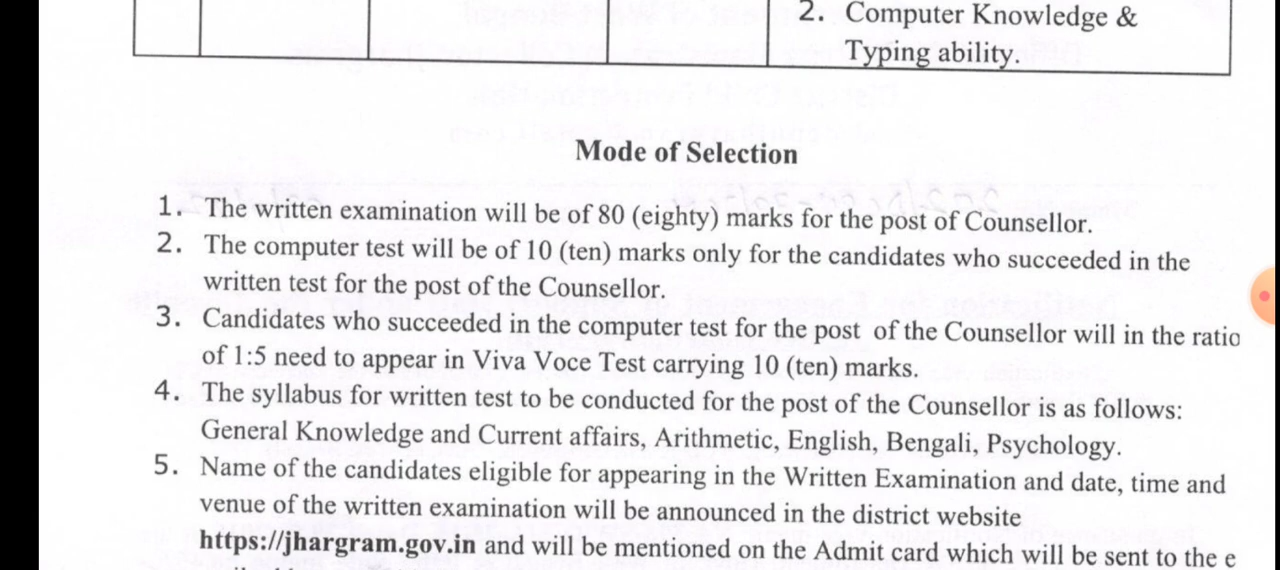 2. Computer Knowledge &
Typing ability.
Mode of Selection
1. The written examination will be of 80 (eighty) marks for the post of Counsellor.
2. The computer test will be of 10 (ten) marks only for the candidates who succeeded in the
written test for the post of the Counsellor.
3. Candidates who succeeded in the computer test for the post of the Counsellor will in the ratio
of 1:5 need to appear in Viva Voce Test carrying 10 (ten) marks.
4. The syllabus for written test to be conducted for the post of the Counsellor is as follows:
General Knowledge and Current affairs, Arithmetic, English, Bengali, Psychology.
5. Name of the candidates eligible for appearing in the Written Examination and date, time and
venue of the written examination will be announced in the district website
https://jhargram.gov.in and will be mentioned on the Admit card which will be sent to the e